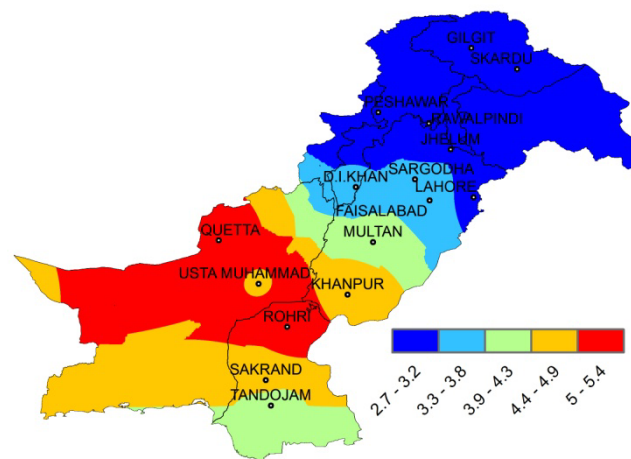 GILGIT
SKARDU
PESHAWAR
RAWALPINDI
JHELUM
SARGODHA
D.I.KHAN
LAHORE
FAISALABAD
MULTAN
QUETTA
USTA MUHAMMAD
KHANPUR
ROHRI
SAKRAND
TANDOJAM
2.7 - 3.2
3.3 - 3.8
3.9 - 4.3
4.4 - 4.9
5 - 5.4